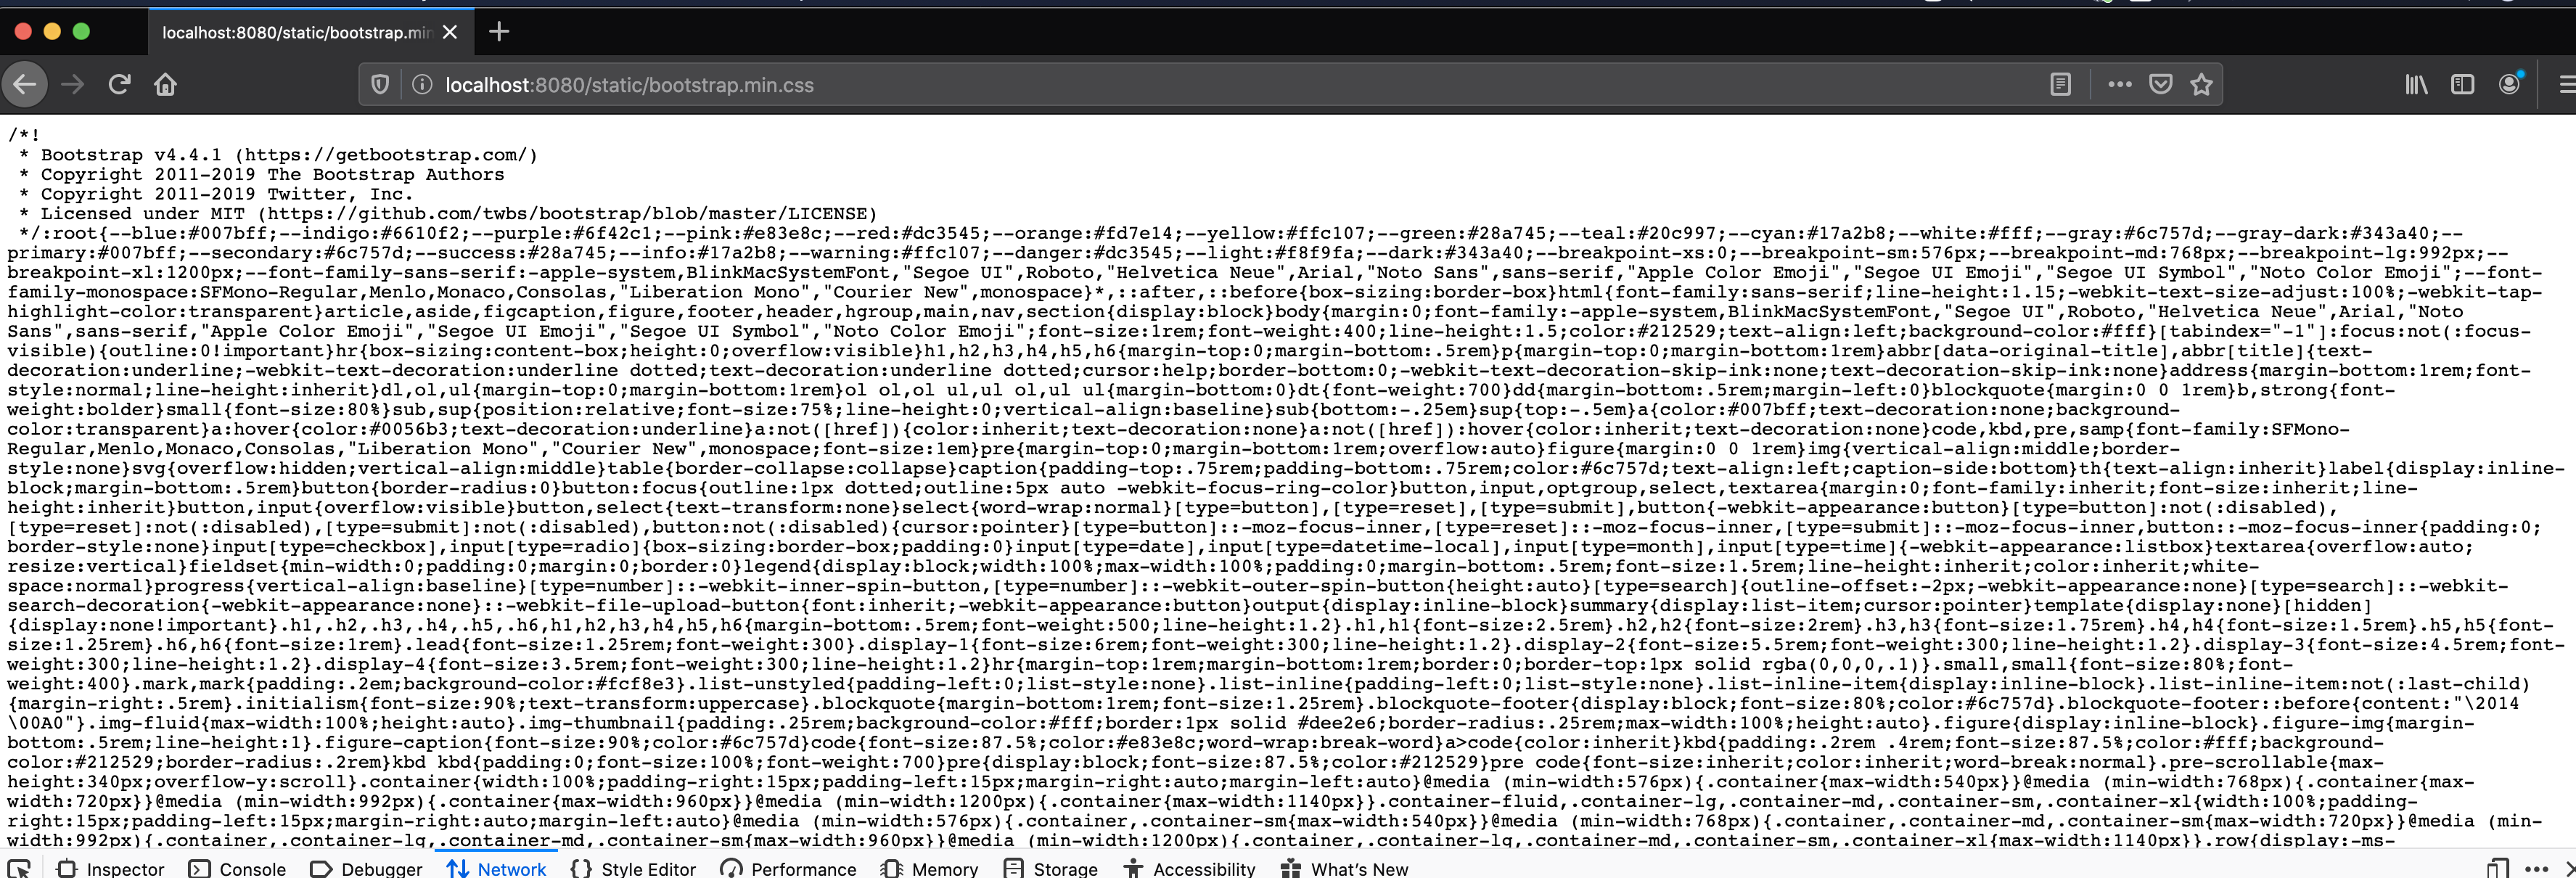 localhost:8080/static/bootstrap.min
localhost:8080/static/bootstrap.min.css
/*!
 * Bootstrap v4.4.1 (https://getbootstrap.com/)
 * Copyright 2011-2019 The Bootstrap Authors
 * Copyright 2011-2019 Twitter, Inc.
 * Licensed under MIT (https://github.com/twbs/bootstrap/blob/master/LICENSE)
 */:root{--blue:#007bff;--indigo:#6610f2;--purple:#6f42c1;--pink:#e83e8c;--red:#dc3545;--orange:#fd7e14;--yellow:#ffc107;--green:#28a745;--teal:#20c997;--cyan:#17a2b8;--white:#fff;--gray:#6c757d;--gray-dark:#343a40;--
primary:#007bff;--secondary:#6c757d;--success:#28a745;--info:#17a2b8;--warning:#ffc107;--danger:#dc3545;--light:#f8f9fa;--dark:#343a40;--breakpoint-xs:0;--breakpoint-sm:576px;--breakpoint-md:768px;--breakpoint-lg:992px;--
breakpoint-xl:1200px;--font-family-sans-serif:-apple-system,BlinkMacSystemFont,"Segoe UI",Roboto,"Helvetica Neue",Arial,"Noto Sans",sans-serif,"Apple Color Emoji","Segoe UI Emoji","Segoe UI Symbol","Noto Color Emoji";--font-
family-monospace:SFMono-Regular,Menlo,Monaco,Consolas,"Liberation Mono","Courier New",monospace}*,::after,::before{box-sizing:border-box}html{font-family:sans-serif;line-height:1.15;-webkit-text-size-adjust:100%;-webkit-tap-
highlight-color:transparent}article,aside,figcaption,figure,footer,header,hgroup,main,nav,section{display:block}body{margin:0;font-family:-apple-system,BlinkMacSystemFont,"Segoe UI",Roboto,"Helvetica Neue",Arial,"Noto
Sans",sans-serif,"Apple Color Emoji","Segoe UI Emoji","Segoe UI Symbol","Noto Color Emoji";font-size:1rem;font-weight:400;line-height:1.5;color:#212529;text-align:left;background-color:#fff}[tabindex="-1"]:focus:not(:focus-
visible){outline:0!important}hr{box-sizing:content-box;height:0;overflow:visible}h1,h2,h3,h4,h5,h6{margin-top:0;margin-bottom:.5rem}p{margin-top:0;margin-bottom:1rem}abbr[data-original-title],abbr[title]{text-
decoration:underline;-webkit-text-decoration:underline dotted;text-decoration:underline dotted;cursor:help;border-bottom:0;-webkit-text-decoration-skip-ink:none;text-decoration-skip-ink:none}address{margin-bottom:1rem;font-
style:normal;line-height:inherit}dl,ol,ul{margin-top:0;margin-bottom:1rem}ol ol,ol ul,ul ol,ul ul{margin-bottom:0}dt{font-weight:700}dd{margin-bottom:.5rem;margin-left:0}blockquote{margin:0 0 1rem}b,strong{font-
weight:bolder}small{font-size:80%}sub,sup{position:relative;font-size:75%;line-height:0;vertical-align:baseline}sub{bottom:-.25em}sup{top:-.5em}a{color:#007bff;text-decoration:none;background-
color:transparent}a:hover{color:#0056b3;text-decoration:underline}a:not([href]){color:inherit;text-decoration:none}a:not([href]):hover{color:inherit;text-decoration:none}code,kbd,pre,samp{font-family:SFMono-
Regular,Menlo,Monaco,Consolas,"Liberation Mono","Courier New",monospace;font-size:1em}pre{margin-top:0;margin-bottom:1rem;overflow:auto}figure{margin:0 0 1rem}img{vertical-align:middle;border-
style:none}svg{overflow:hidden;vertical-align:middle}table{border-collapse:collapse}caption{padding-top:.75rem;padding-bottom:.75rem;color:#6c757d;text-align:left;caption-side:bottom}th{text-align:inherit}label{display:inline-
block;margin-bottom:.5rem}button{border-radius:0}button:focus{outline:1px dotted;outline:5px auto -webkit-focus-ring-color}button,input,optgroup,select,textarea{margin:0;font-family:inherit;font-size:inherit;line-
height:inherit}button,input{overflow:visible}button,select{text-transform:none}select{word-wrap:normal}[type=button],[type=reset],[type=submit],button{-webkit-appearance:button}[type=button]:not(:disabled),
[type=reset]:not(:disabled),[type=submit]:not(:disabled),button:not(:disabled){cursor:pointer}[type=button]::-moz-focus-inner,[type=reset]::-moz-focus-inner,[type=submit]::-moz-focus-inner,button::-moz-focus-inner{padding:0;
border-style:none}input[type=checkbox],input[type=radio]{box-sizing:border-box;padding:0}input[type=date],input[type=datetime-local],input[type=month],input[type=time]{-webkit-appearance:listbox}textarea{overflow:auto;
resize:vertical}fieldset{min-width:0;padding:0;margin:0;border:0}legend{display:block;width:100%;max-width:100%;padding:0;margin-bottom:.5rem;font-size:1.5rem;line-height:inherit;color:inherit;white-
space:normal}progress{vertical-align:baseline}[type=number]::-webkit-inner-spin-button,[type=number]::-webkit-outer-spin-button{height:auto}[type=search]{outline-offset:-2px;-webkit-appearance:none}[type=search]::-webkit-
search-decoration{-webkit-appearance:none}::-webkit-file-upload-button{font:inherit;-webkit-appearance:button}output{display:inline-block}summary{display:list-item;cursor:pointer}template{display:none}[hidden]
{display:none!important}.h1,.h2,.h3,.h4,.h5,.h6,h1,h2,h3,h4,h5,h6{margin-bottom:.5rem;font-weight:500;line-height:1.2}.h1,h1{font-size:2.5rem}.h2,h2{font-size:2rem}.h3,h3{font-size:1.75rem}.h4,h4{font-size:1.5rem}.h5,h5{font-
size:1.25rem}.h6,h6{font-size:1rem}.lead{font-size:1.25rem;font-weight:300}.display-1{font-size:6rem;font-weight:300;line-height:1.2}.display-2{font-size:5.5rem;font-weight:300;line-height:1.2}.display-3{font-size:4.5rem;font-
weight:300;line-height:1.2}.display-4{font-size:3.5rem;font-weight:300;line-height:1.2}hr{margin-top:1rem;margin-bottom:1rem;border:0;border-top:1px solid rgba(0,0,0,.1)}.small,small{font-size:80%;font-
weight:400}.mark,mark{padding:.2em;background-color:#fcf8e3}.list-unstyled{padding-left:0;list-style:none}.list-inline{padding-left:0;list-style:none}.list-inline-item{display:inline-block}.list-inline-item:not(:last-child)
{margin-right:.5rem}.initialism{font-size:90%;text-transform:uppercase}.blockquote{margin-bottom:1rem;font-size:1.25rem}.blockquote-footer{display:block;font-size:80%;color:#6c757d}.blockquote-footer::before{content:"\2014
\00A0"}.img-fluid{max-width:100%;height:auto}.img-thumbnail{padding:.25rem;background-color:#fff;border:1px solid #dee2e6;border-radius:.25rem;max-width:100%;height:auto}.figure{display:inline-block}.figure-img{margin-
bottom:.5rem;line-height:1}.figure-caption{font-size:90%;color:#6c757d}code{font-size:87.5%;color:#e83e8c;word-wrap:break-word}a>code{color:inherit}kbd{padding:.2rem .4rem;font-size:87.5%;color:#fff;background-
color:#212529;border-radius:.2rem}kbd kbd{padding:0;font-size:100%;font-weight:700}pre{display:block;font-size:87.5%;color:#212529}pre code{font-size:inherit;color:inherit;word-break:normal}.pre-scrollable{max-
height:340px;overflow-y:scroll}.container{width:100%;padding-right:15px;padding-left:15px;margin-right:auto;margin-left:auto}@media (min-width:576px){.container{max-width:540px}}@media (min-width:768px){.container{max-
width:720px}}@media (min-width:992px){.container{max-width:960px}}@media (min-width:1200px){.container{max-width:1140px}}.container-fluid,.container-lg,.container-md,.container-sm,.container-xl{width:100%;padding-
right:15px;padding-left:15px;margin-right:auto;margin-left:auto}@media (min-width:576px){.container,.container-sm{max-width:540px}}@media (min-width:768px){.container,.container-md,.container-sm{max-width:720px}}@media (min-
width:992px){.container,.container-lg,.container-md,.container-sm{max-width:960px}}@media (min-width:1200px){.container,.container-lg,.container-md,.container-sm,.container-xl{max-width:1140px}}.row{display:-ms-
Inspector Console Debugger Network Style Editor Performance Memory Storage Accessibility What's New